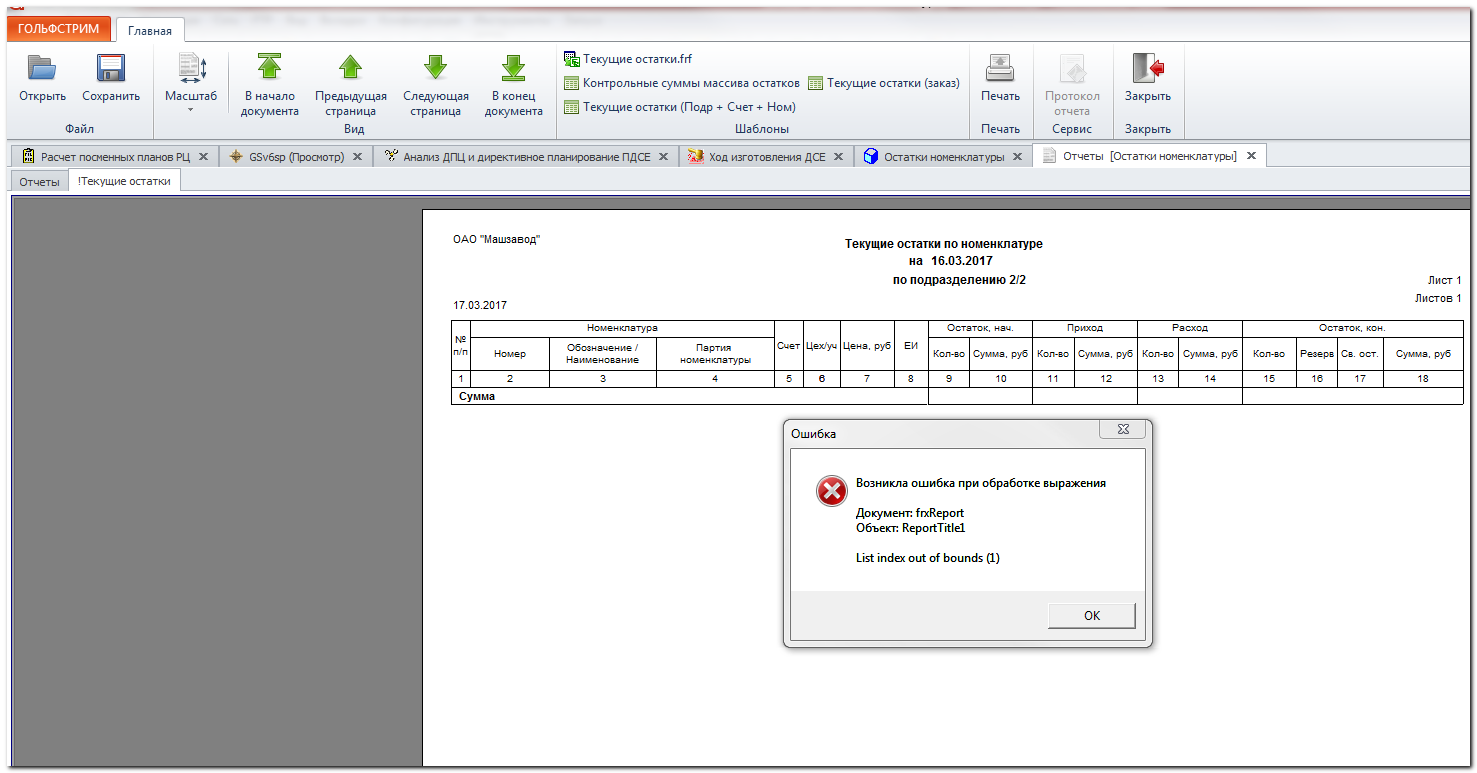 ГОЛЬФСТРИМ
Главная
Открыть
Сохранить
Файл
Масштаб
В начало документа
Предыдущая страница
Следующая страница
В конец документа
Вид
Текущие остатки.frf
Контрольные суммы массива остатков
Текущие остатки (заказ)
Текущие остатки (Подр + Счет + Ном)
Шаблоны
Печать
Печать
Протокол отчета
Сервис
Закрыть
Закрыть
Расчет посменных планов РЦ
GSv6sp (Просмотр)
Анализ ДПЦ и директивное планирование ПДСЕ
Ход изготовления ДСЕ
Остатки номенклатуры
Отчеты [Остатки номенклатуры]
Отчеты
!Текущие остатки
ОАО "Машзавод"
Текущие остатки по номенклатуре
на 16.03.2017
по подразделению 2/2
Лист 1
Листов 1
17.03.2017
№ п/п
Номенклатура
Счет
Цех/уч
Цена, руб
ЕИ
Остаток, нач.
Приход
Расход
Остаток, кон.
Номер
Обозначение / Наименование
Партия номенклатуры
Кол-во
Сумма, руб
Кол-во
Сумма, руб
Кол-во
Сумма, руб
Кол-во
Резерв
Св. ост.
Сумма, руб
1 2 3 4 5 6 7 8 9 10 11 12 13 14 15 16 17 18
Сумма
Ошибка
Возникла ошибка при обработке выражения
Документ: frxReport
Объект: ReportTitle1
List index out of bounds (1)
OK